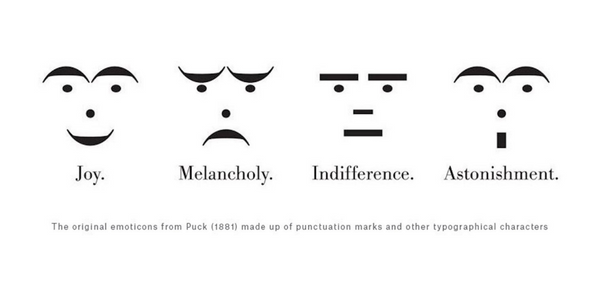 Joy. Melancholy. Indifference. Astonishment.
The original emoticons from Puck (1881) made up of punctuation marks and other typographical characters